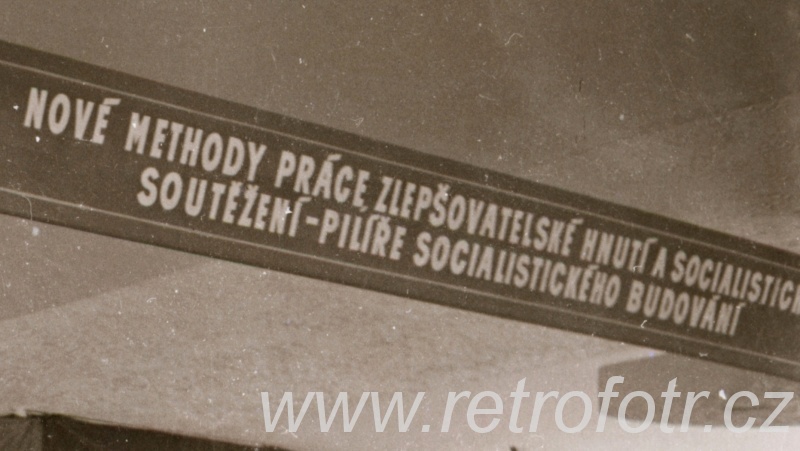 NOVÉ METHODY PRÁCE, ZLEPŠOVATELSKÉ HNUTÍ A SOCIALISTICK
SOUTĚŽENÍ-PILÍŘE SOCIALISTICKÉHO BUDOVÁNÍ
www.retrofotr.cz